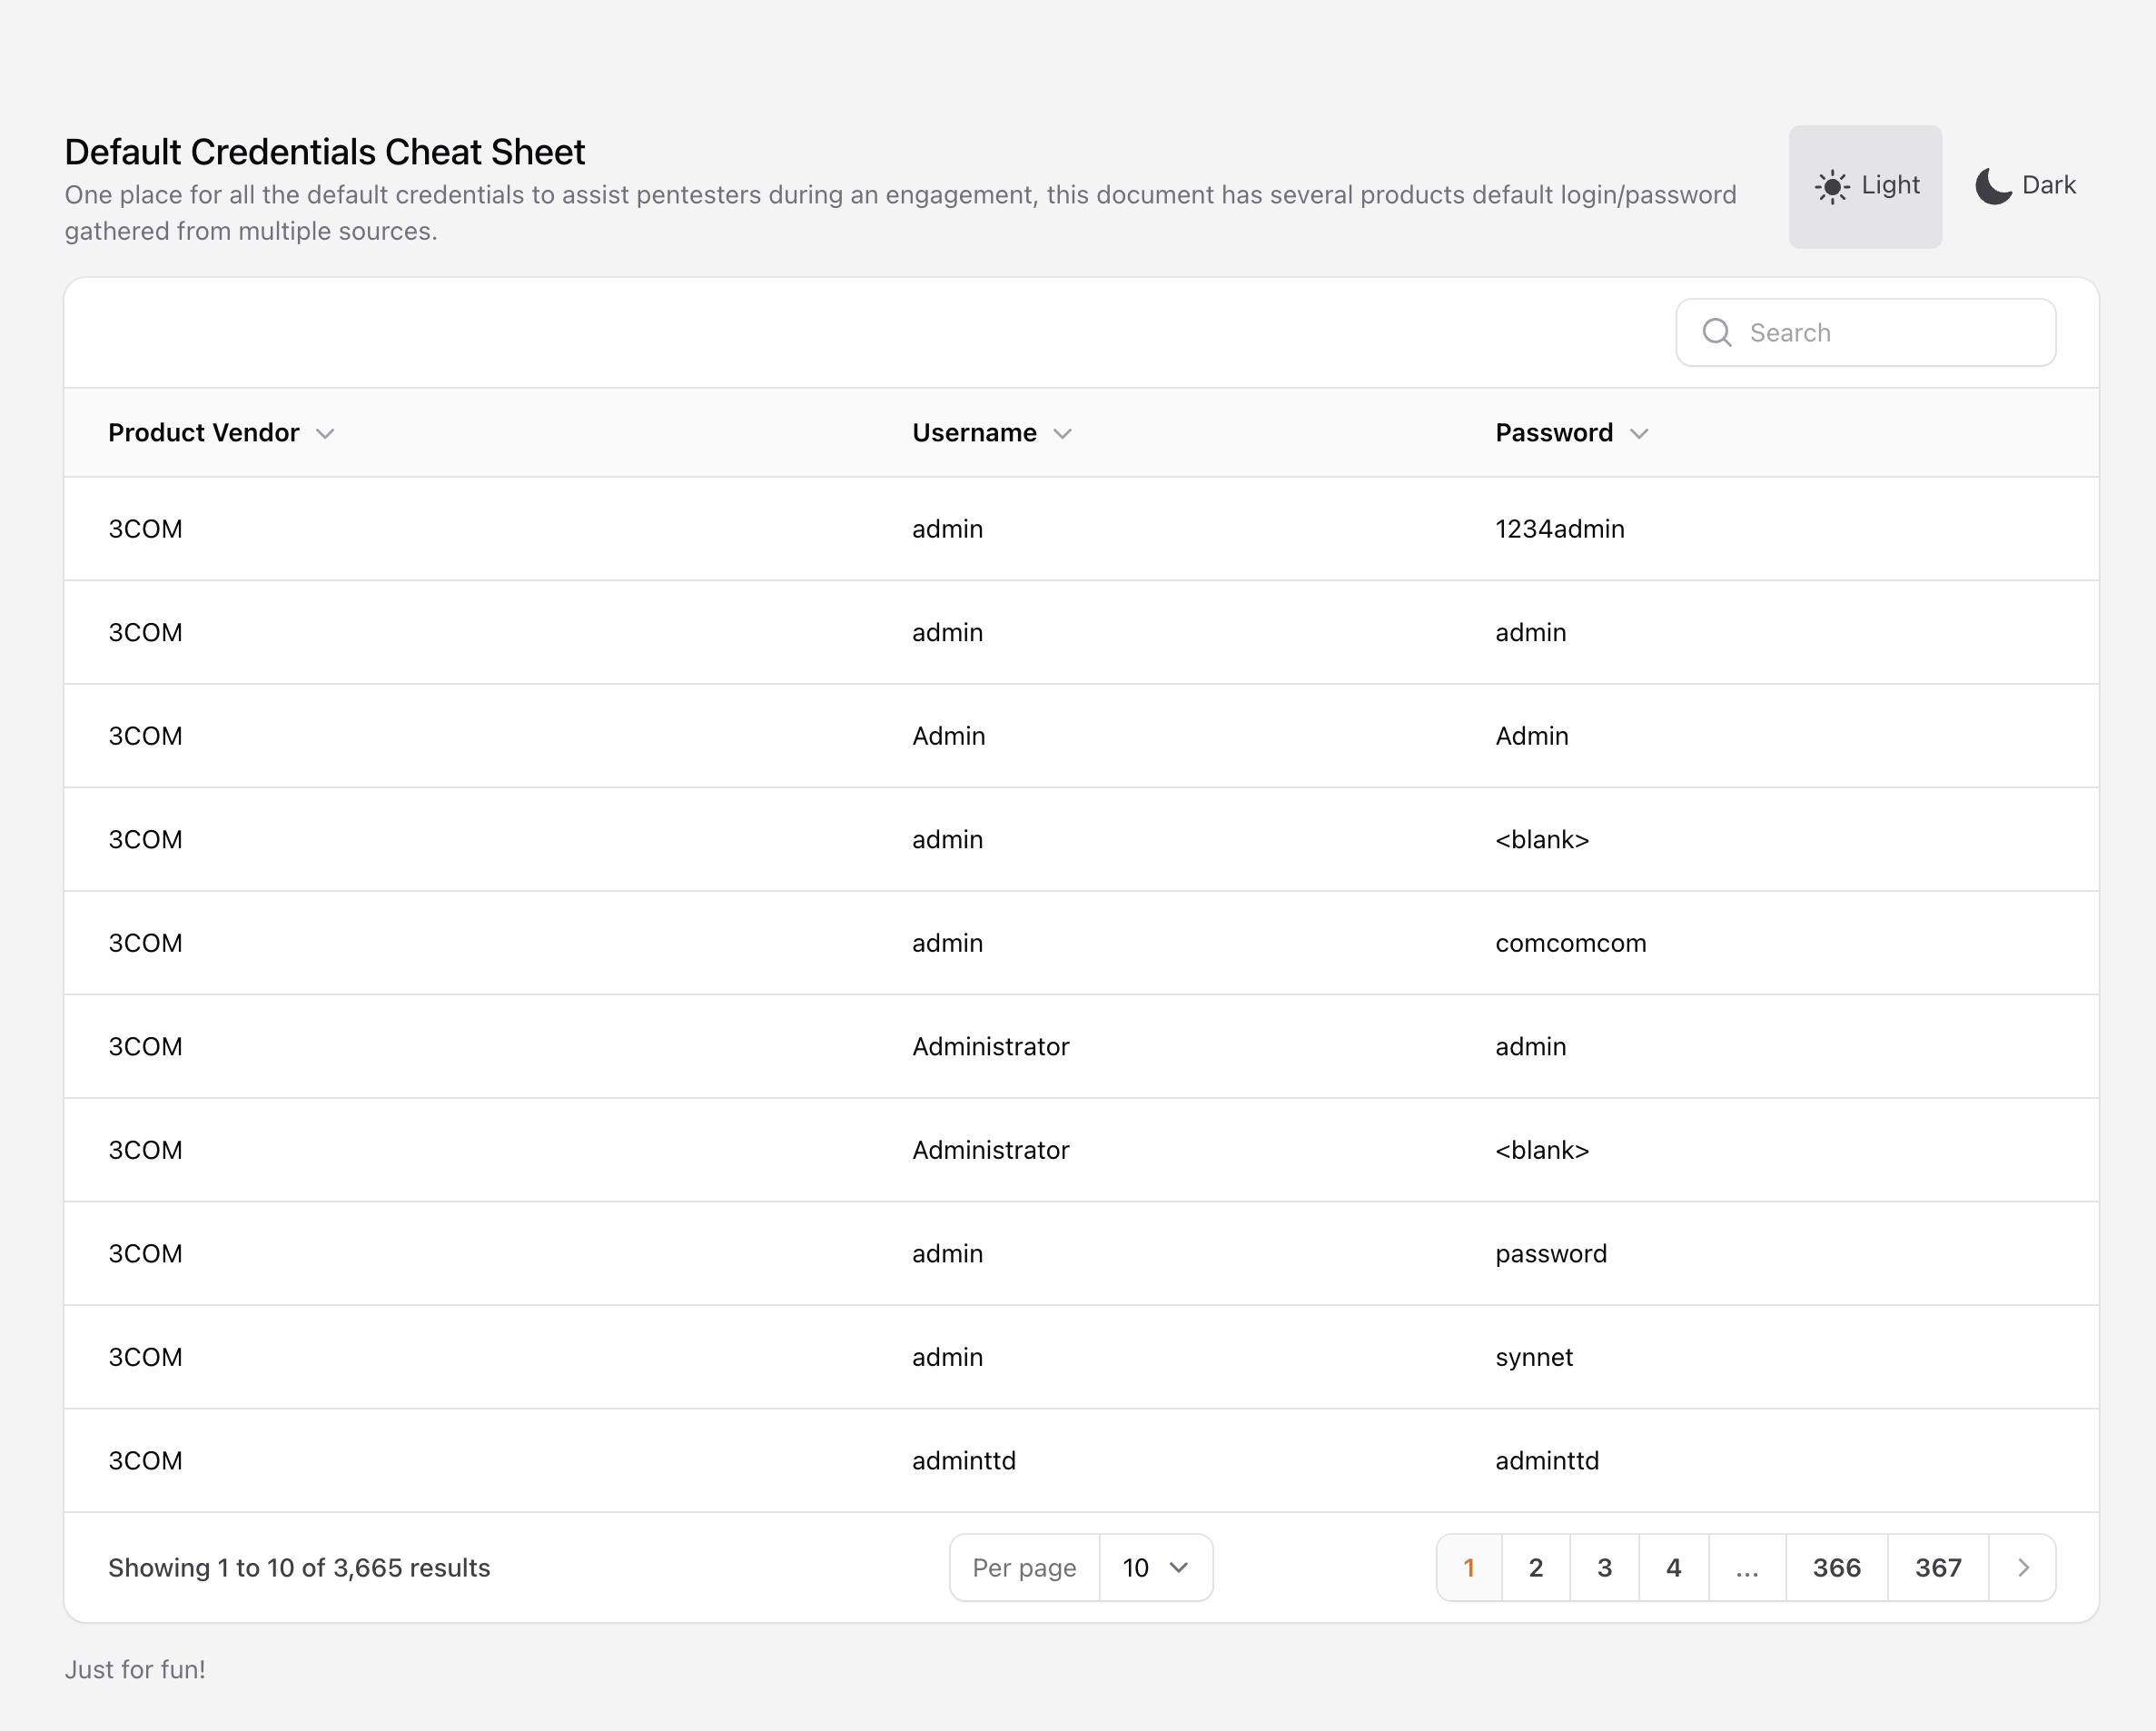 Default Credentials Cheat Sheet
One place for all the default credentials to assist pentesters during an engagement, this document has several products default login/password
gathered from multiple sources.
Light Dark
Search
Product Vendor Username Password
3COM admin 1234admin
3COM admin admin
3COM Admin Admin
3COM admin <blank>
3COM admin comcomcom
3COM Administrator admin
3COM Administrator <blank>
3COM admin password
3COM admin synnet
3COM adminttd adminttd
Showing 1 to 10 of 3,665 results Per page 10 1 2 3 4 ... 366 367
Just for fun!